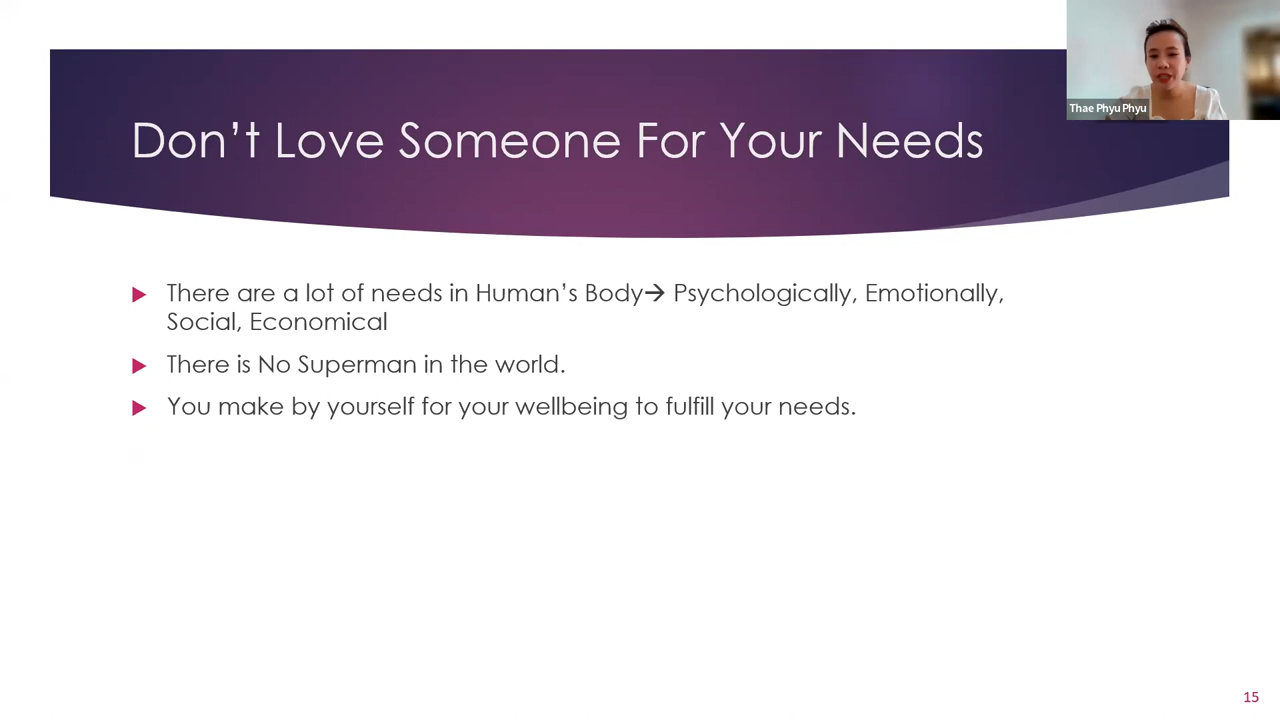 Thae Phyu Phyu
Don't Love Someone For Your Needs
There are a lot of needs in Human's Body→ Psychologically, Emotionally,
Social, Economical
There is No Superman in the world.
You make by yourself for your wellbeing to fulfill your needs.
15